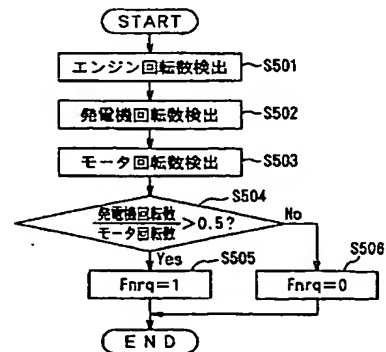 START
エンジン回転数検出
S501
発電機回転数検出
S502
モータ回転数検出
S503
S504
発電機回転数
モータ回転数
>0.5?
No
Yes
S505
Fnrq=1
S506
Fnrq=0
END